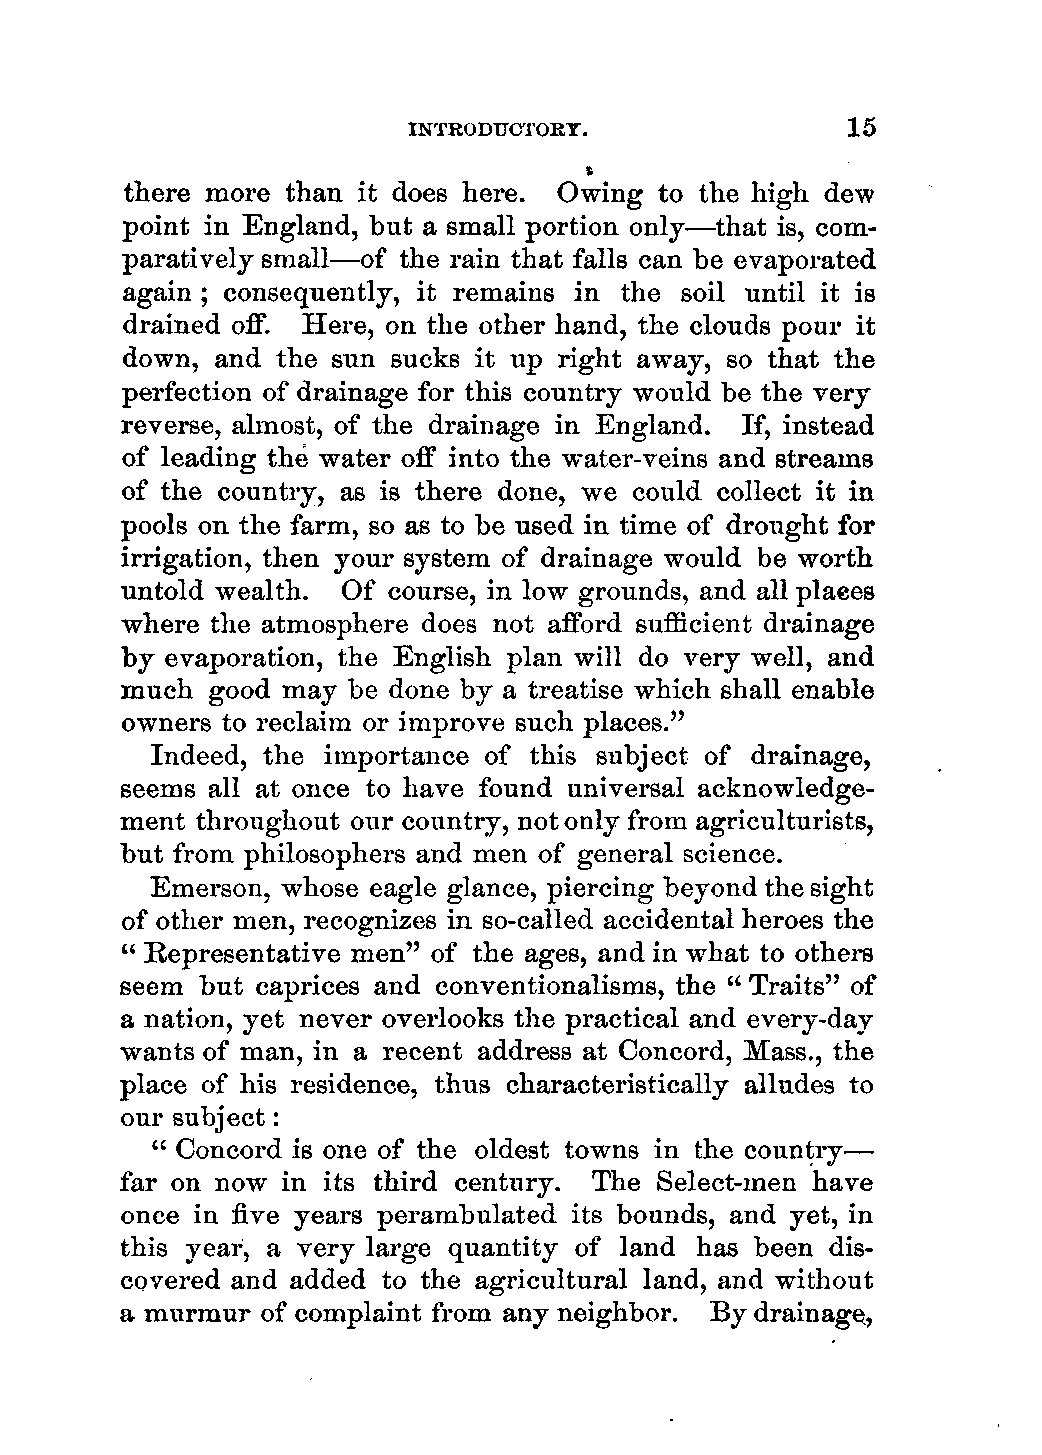 INTRODUCTORY. 15
there more than it does here. Owing to the high dew
point in England, but a small portion only—that is, com-
paratively small—of the rain that falls can be evaporated
again ; consequently, it remains in the soil until it is
drained off. Here, on the other hand, the clouds pour it
down, and the sun sucks it up right away, so that the
perfection of drainage for this country would be the very
reverse, almost, of the drainage in England. If, instead
of leading the water off into the water-veins and streams
of the country, as is there done, we could collect it in
pools on the farm, so as to be used in time of drought for
irrigation, then your system of drainage would be worth
untold wealth. Of course, in low grounds, and all places
where the atmosphere does not afford sufficient drainage
by evaporation, the English plan will do very well, and
much good may be done by a treatise which shall enable
owners to reclaim or improve such places.”
Indeed, the importance of this subject of drainage,
seems all at once to have found universal acknowledge-
ment throughout our country, not only from agriculturists,
but from philosophers and men of general science.
Emerson, whose eagle glance, piercing beyond the sight
of other men, recognizes in so-called accidental heroes the
“ Representative men” of the ages, and in what to others
seem but caprices and conventionalisms, the “ Traits” of
a nation, yet never overlooks the practical and every-day
wants of man, in a recent address at Concord, Mass., the
place of his residence, thus characteristically alludes to
our subject :
“ Concord is one of the oldest towns in the country—
far on now in its third century. The Select-men have
once in five years perambulated its bounds, and yet, in
this year, a very large quantity of land has been dis-
covered and added to the agricultural land, and without
a murmur of complaint from any neighbor. By drainage,